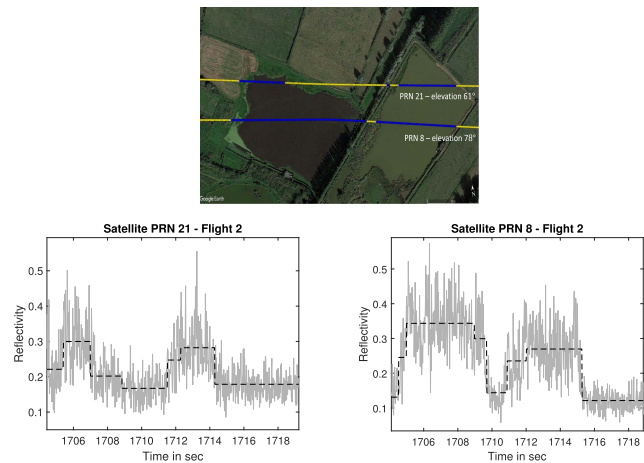 PRN 21 – elevation 61°
PRN 8 – elevation 78°
N
Google Earth
Satellite PRN 21 - Flight 2
Reflectivity
0.5
0.4
0.3
0.2
0.1
1706 1708 1710 1712 1714 1716 1718
Time in sec
Satellite PRN 8 - Flight 2
Reflectivity
0.5
0.4
0.3
0.2
0.1
1706 1708 1710 1712 1714 1716 1718
Time in sec